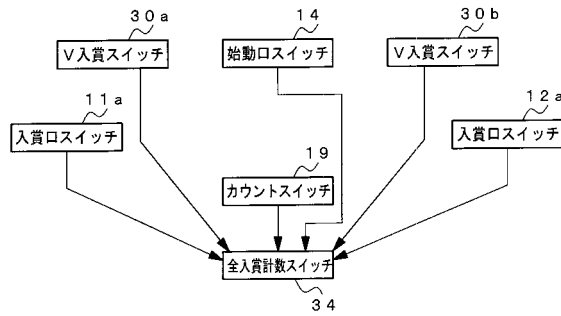 30a
14
30b
V入賞スイッチ
始動口スイッチ
V入賞スイッチ
11a
12a
入賞口スイッチ
入賞口スイッチ
19
カウントスイッチ
全入賞計数スイッチ
34